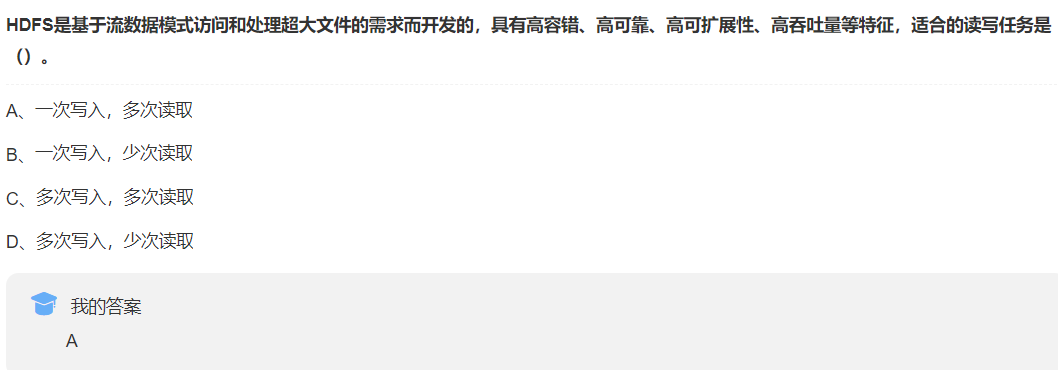 HDFS是基于流数据模式访问和处理超大文件的需求而开发的，具有高容错、高可靠、高可扩展性、高吞吐量等特征，适合的读写任务是
（）。
A、一次写入，多次读取
B、一次写入，少次读取
C、多次写入，多次读取
D、多次写入，少次读取
我的答案
A